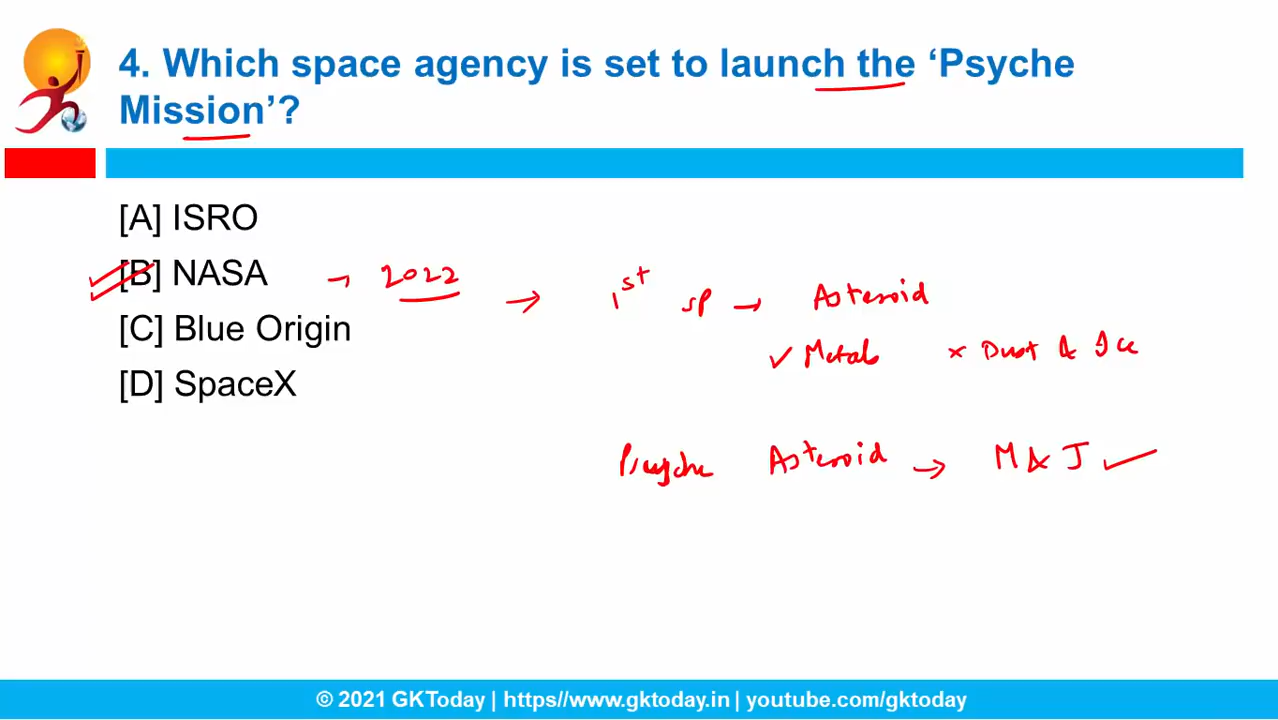 4. Which space agency is set to launch the ‘Psyche
Mission’?
[A] ISRO
[B] NASA → 2022 → 1st sp → Asteroid
✓ Metals × Dust & Ice
[C] Blue Origin
[D] SpaceX
Psyche Asteroid → M & J ✓
© 2021 GKToday | https//www.gktoday.in | youtube.com/gktoday